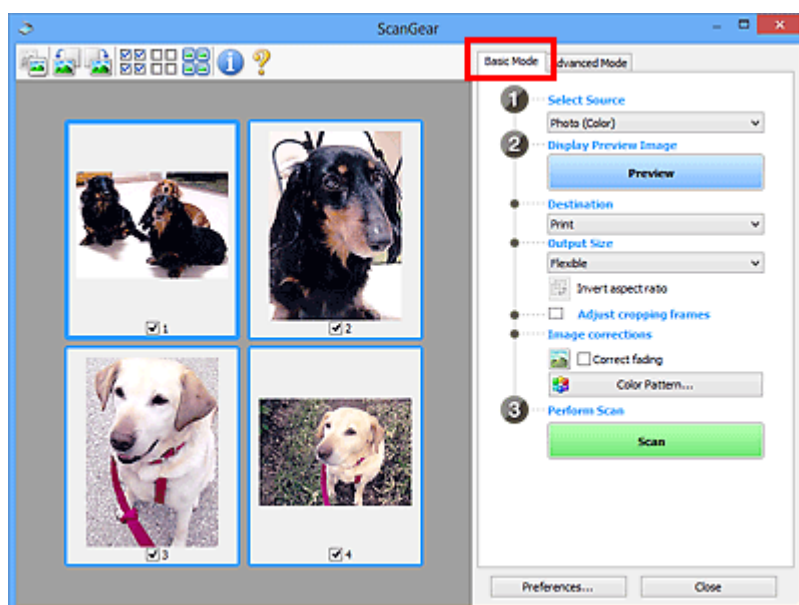 ScanGear
Basic Mode
Advanced Mode
1 Select Source
Photo (Color)
2 Display Preview Image
Preview
Destination
Print
Output Size
Flexible
Invert aspect ratio
Adjust cropping frames
Image corrections
Correct fading
Color Pattern...
3 Perform Scan
Scan
1
2
3
4
Preferences...
Close